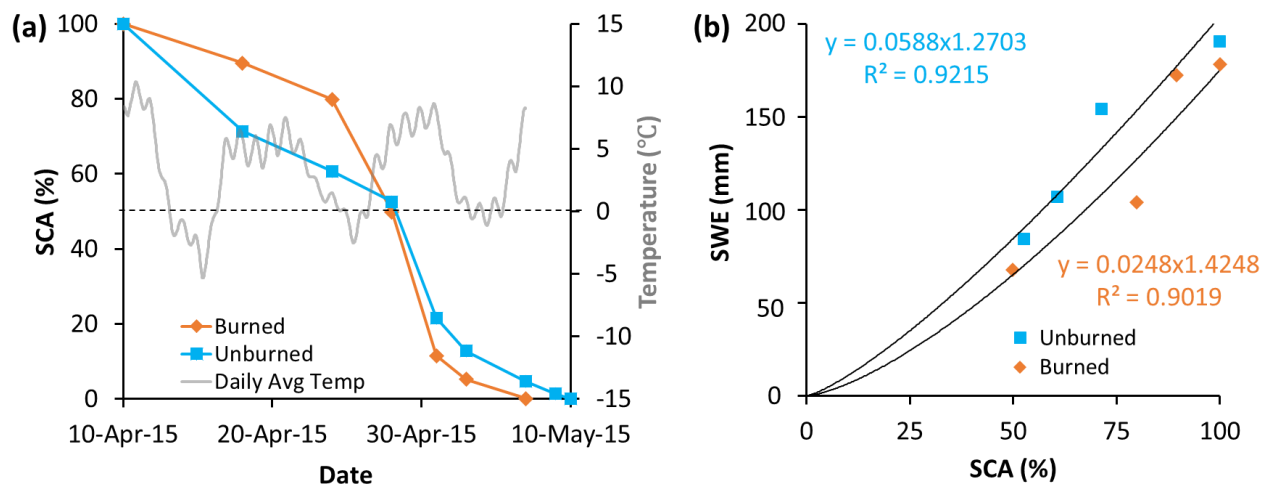 (a)
100
80
60
40
20
0
SCA (%)
15
10
5
0
-5
-10
-15
Temperature (°C)
Burned
Unburned
Daily Avg Temp
10-Apr-15
20-Apr-15
30-Apr-15
10-May-15
Date
(b)
200
150
100
50
0
SWE (mm)
y = 0.0588x1.2703
R² = 0.9215
y = 0.0248x1.4248
R² = 0.9019
Unburned
Burned
0
25
50
75
100
SCA (%)